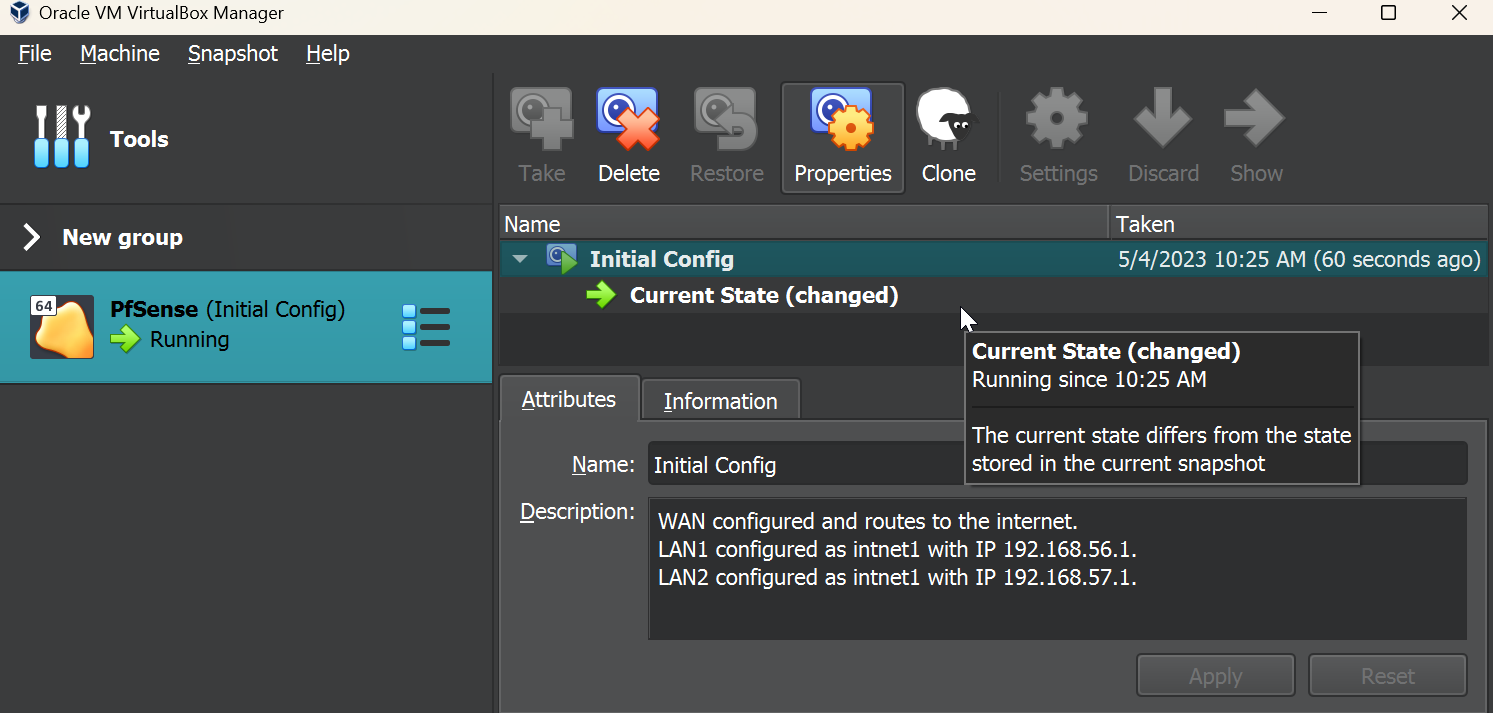 Oracle VM VirtualBox Manager
File Machine Snapshot Help
Tools
Take Delete Restore Properties Clone Settings Discard Show
New group
64
PfSense (Initial Config)
Running
Name Taken
Initial Config 5/4/2023 10:25 AM (60 seconds ago)
Current State (changed)
Current State (changed)
Running since 10:25 AM
The current state differs from the state
stored in the current snapshot
Attributes Information
Name: Initial Config
Description:
WAN configured and routes to the internet.
LAN1 configured as intnet1 with IP 192.168.56.1.
LAN2 configured as intnet1 with IP 192.168.57.1.
Apply Reset